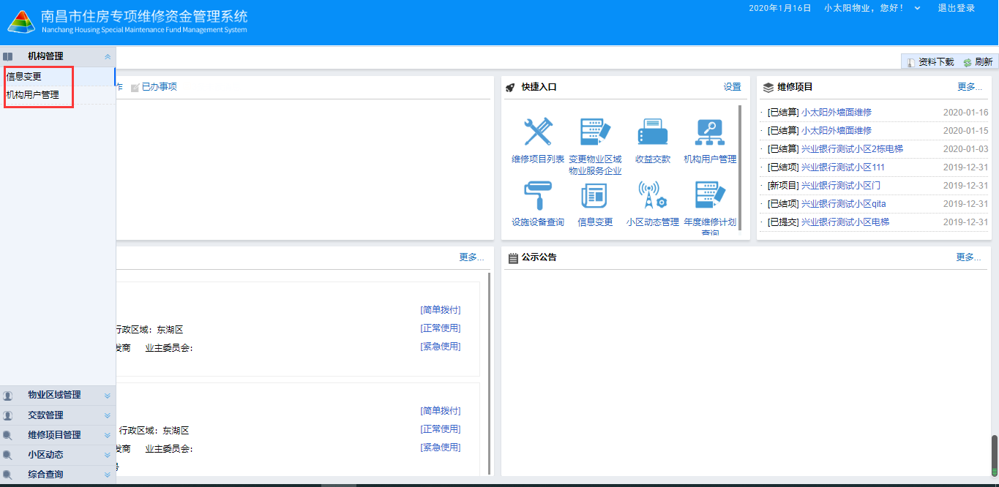 南昌市住房专项维修资金管理系统
Nanchang Housing Special Maintenance Fund Management System
2020年1月16日 小太阳物业，您好！ 退出登录
机构管理
信息变更
机构用户管理
物业区域管理
交款管理
维修项目管理
小区动态
综合查询
资料下载 刷新
作 已办事项
快捷入口 设置
维修项目列表
变更物业区域
物业服务企业
收益交款
机构用户管理
设施设备查询
信息变更
小区动态管理
年度维修计划
查询
维修项目 更多...
· [已结算] 小太阳外墙面维修 2020-01-16
· [已结算] 小太阳外墙面维修 2020-01-15
· [已结算] 兴业银行测试小区2栋电梯 2020-01-03
· [已结项] 兴业银行测试小区111 2019-12-31
· [新项目] 兴业银行测试小区门 2019-12-31
· [已结项] 兴业银行测试小区qita 2019-12-31
· [已提交] 兴业银行测试小区电梯 2019-12-31
更多...
[简单拨付]
行政区域：东湖区 [正常使用]
发商 业主委员会: [紧急使用]
[简单拨付]
行政区域：东湖区 [正常使用]
发商 业主委员会: [紧急使用]
公示公告 更多...